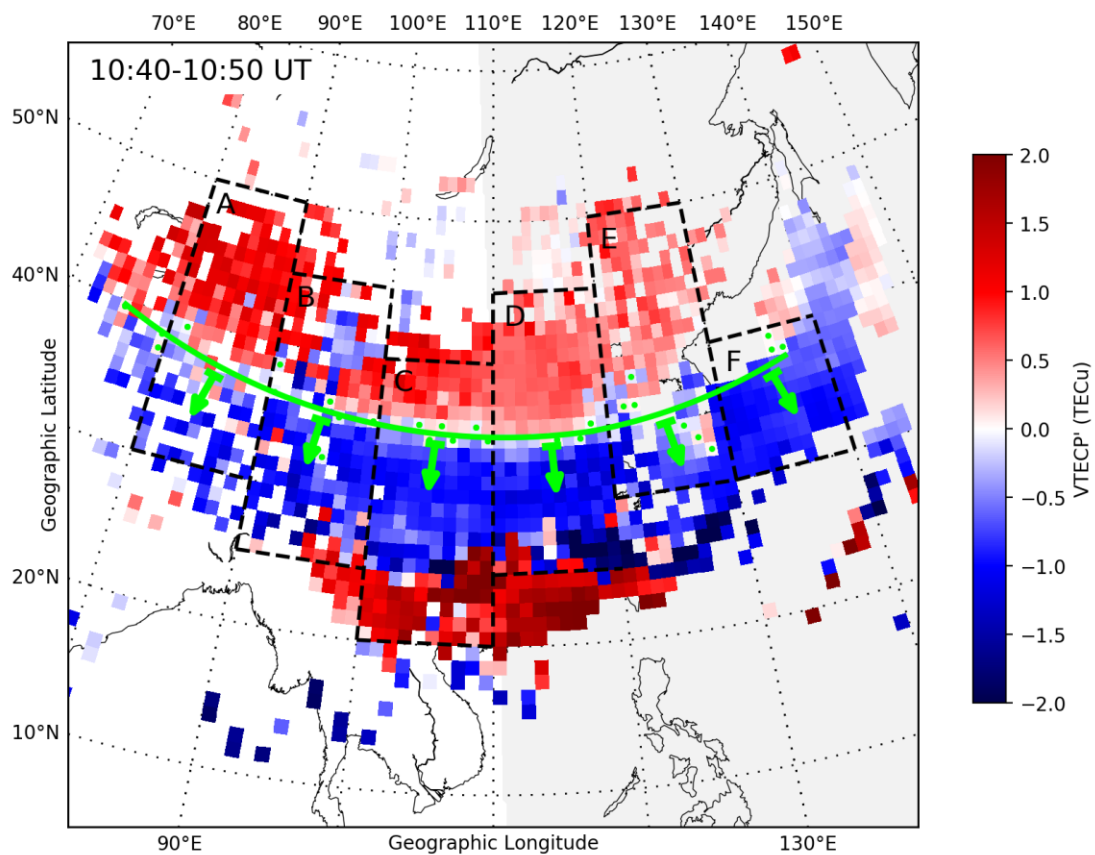 70°E 80°E 90°E 100°E 110°E 120°E 130°E 140°E 150°E
10:40-10:50 UT
50°N
40°N
20°N
10°N
Geographic Latitude
A
B
C
D
E
F
90°E
Geographic Longitude
130°E
2.0
1.5
1.0
0.5
0.0
−0.5
−1.0
−1.5
−2.0
VTECP' (TECu)